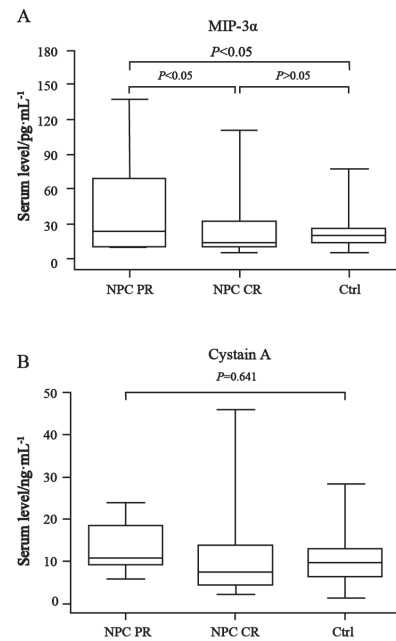 A
MIP-3α
180
150
120
90
60
30
0
Serum level/pg·mL⁻¹
P<0.05
P<0.05
P>0.05
NPC PR
NPC CR
Ctrl
B
Cystain A
50
40
30
20
10
0
Serum level/ng·mL⁻¹
P=0.641
NPC PR
NPC CR
Ctrl